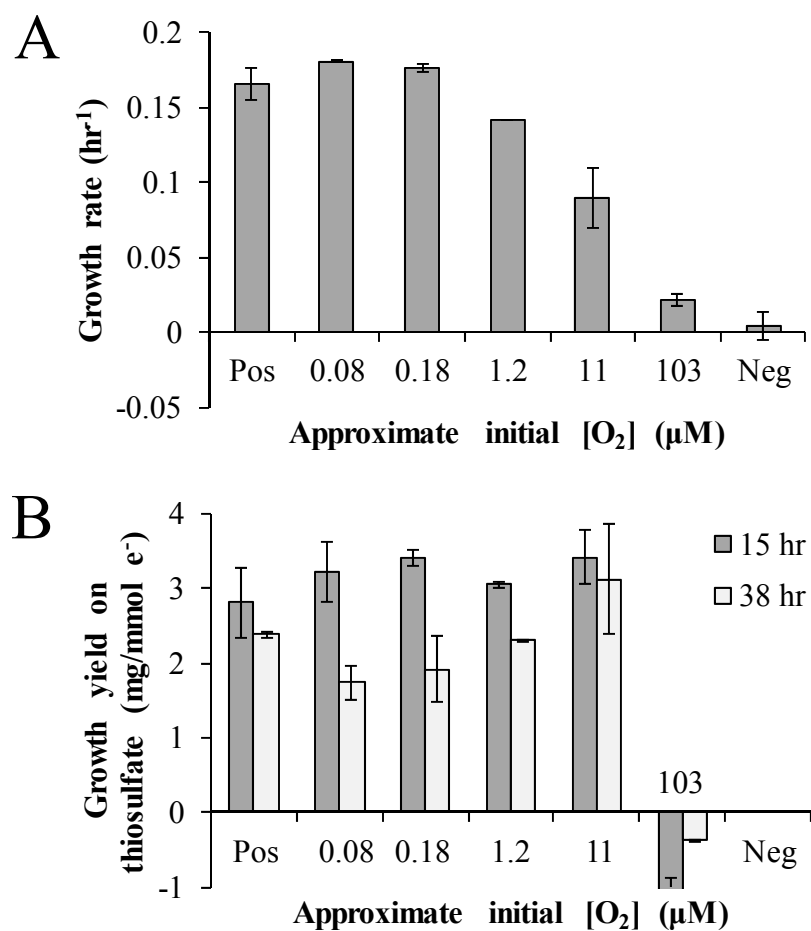 A
Growth rate (hr-1)
0.2
0.15
0.1
0.05
0
-0.05
Pos 0.08 0.18 1.2 11 103 Neg
Approximate initial [O2] (µM)
B
Growth yield on
thiosulfate (mg/mmol e-)
4
3
2
1
0
-1
15 hr
38 hr
103
Pos 0.08 0.18 1.2 11 Neg
Approximate initial [O2] (µM)